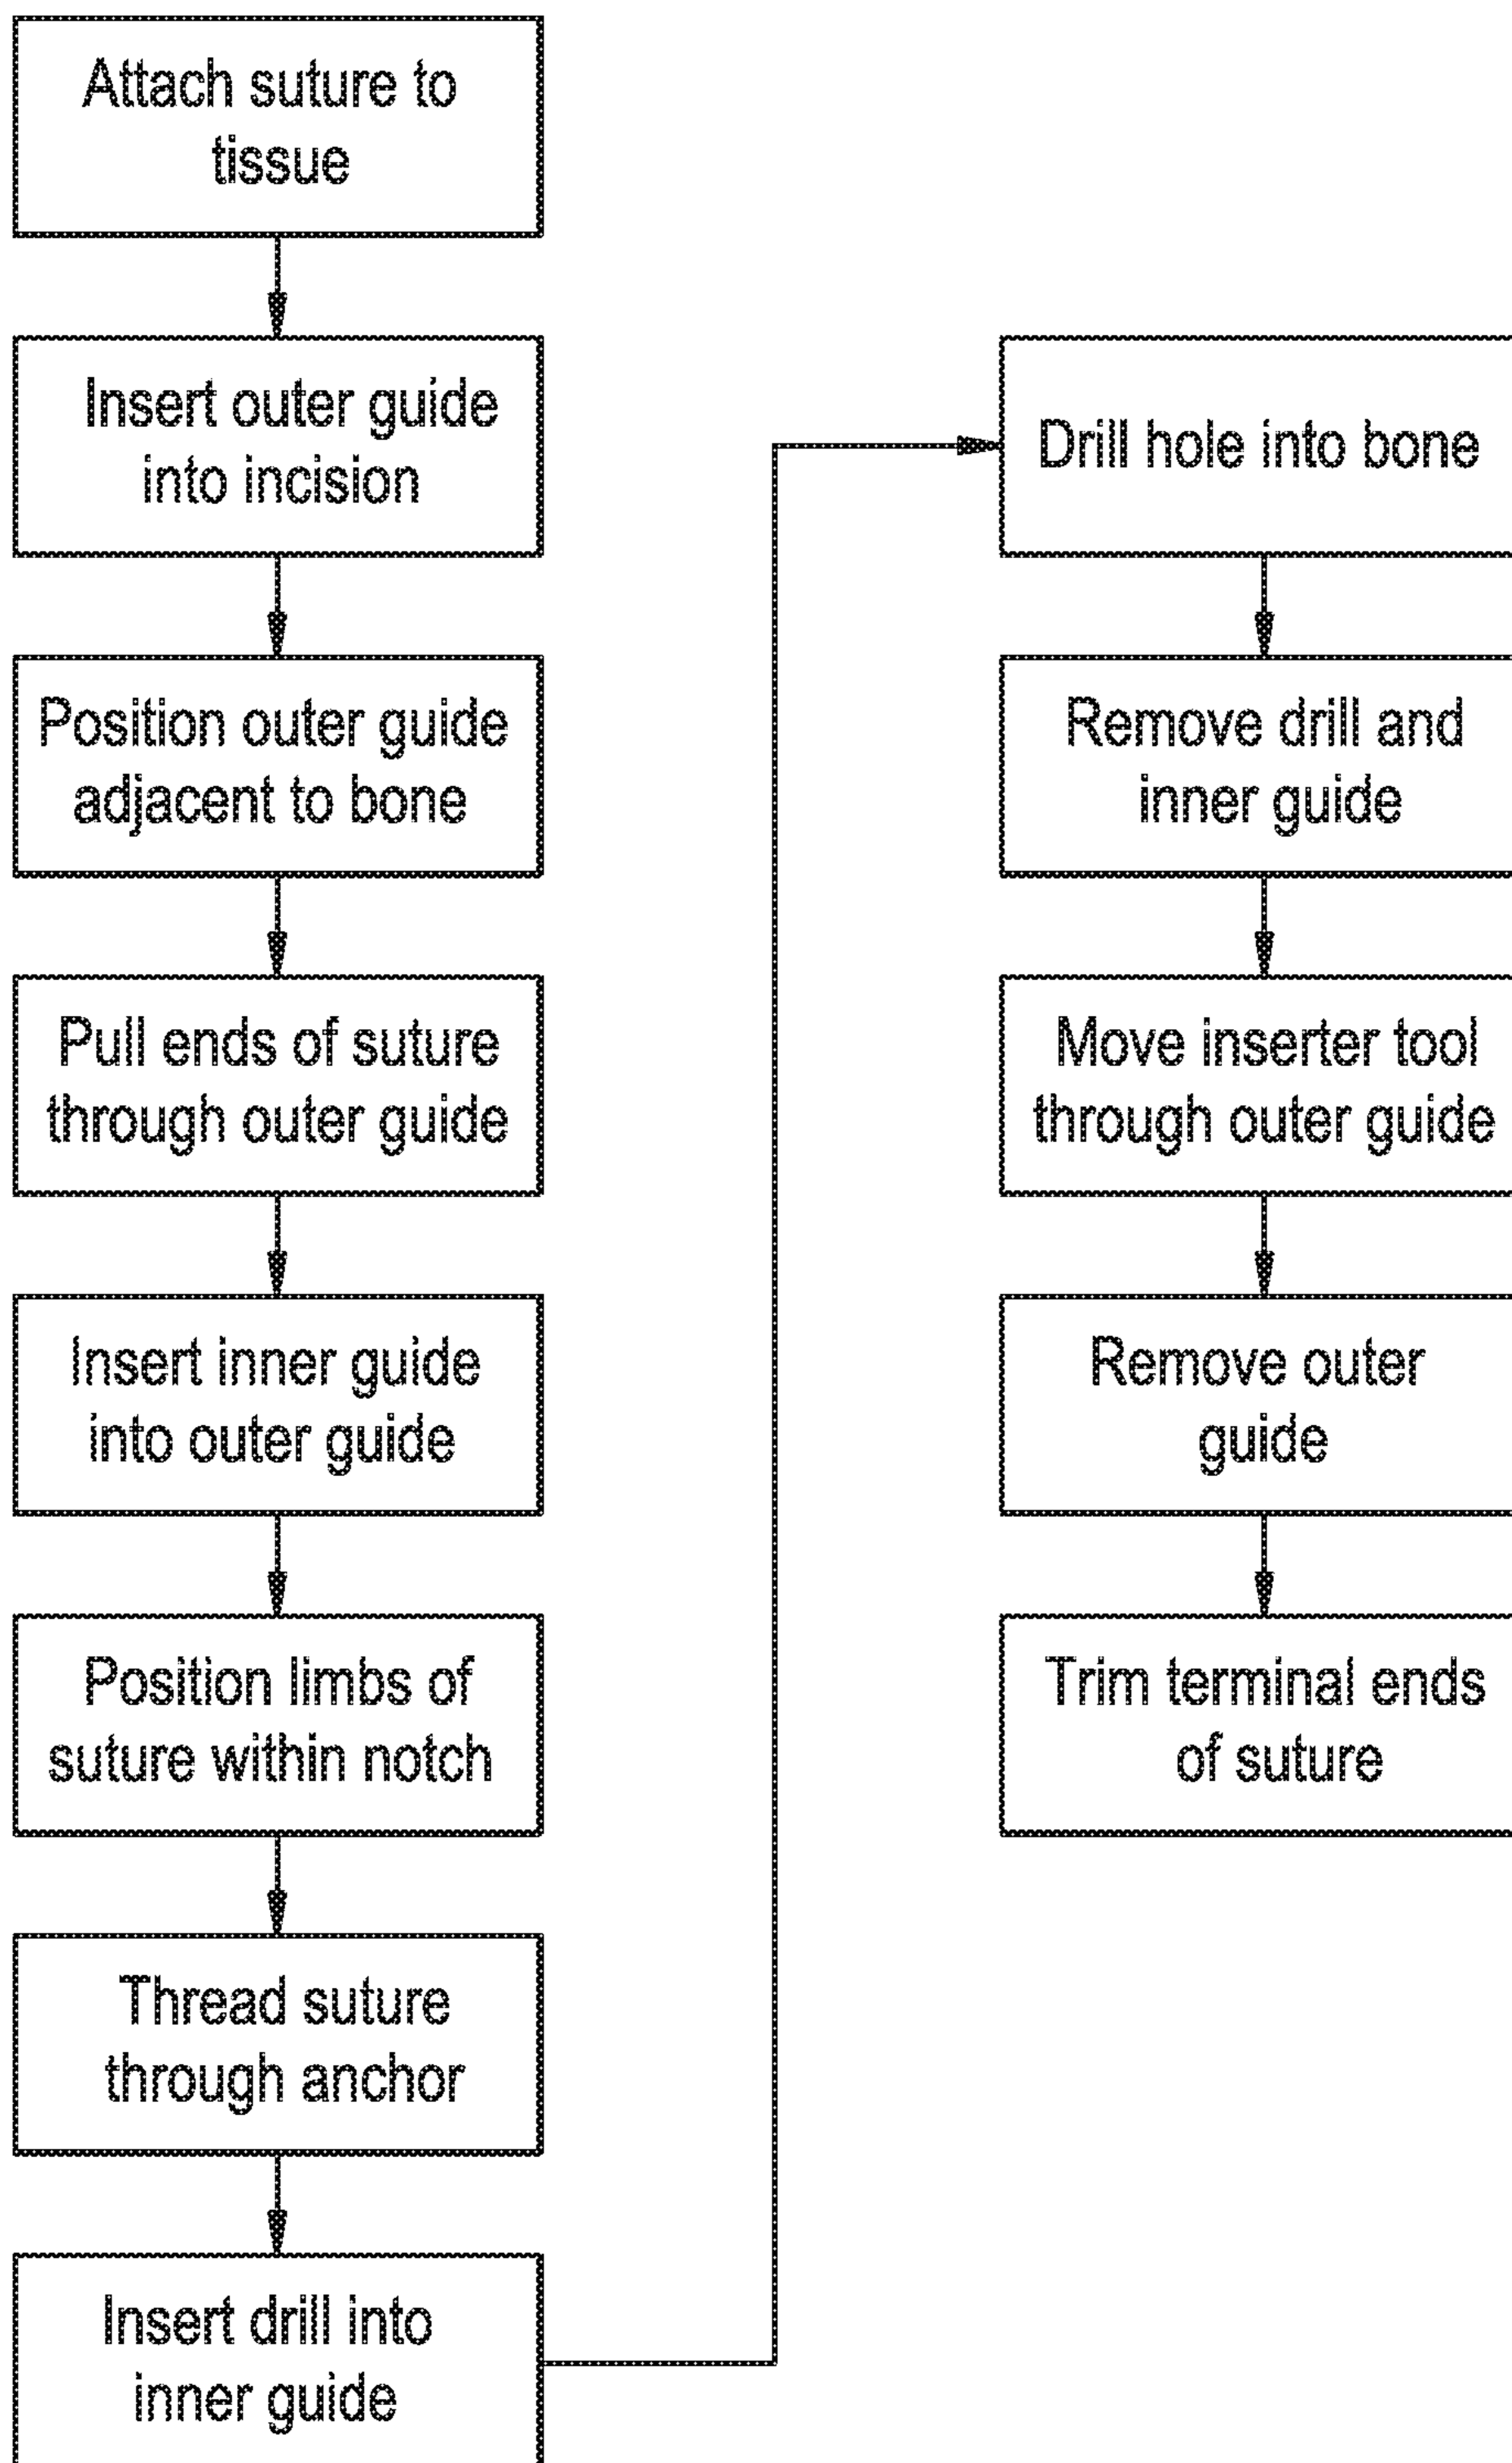 Attach suture to
tissue
Insert outer guide
into incision
Position outer guide
adjacent to bone
Pull ends of suture
through outer guide
Insert inner guide
into outer guide
Position limbs of
suture within notch
Thread suture
through anchor
Insert drill into
inner guide
Drill hole into bone
Remove drill and
inner guide
Move inserter tool
through outer guide
Remove outer
guide
Trim terminal ends
of suture